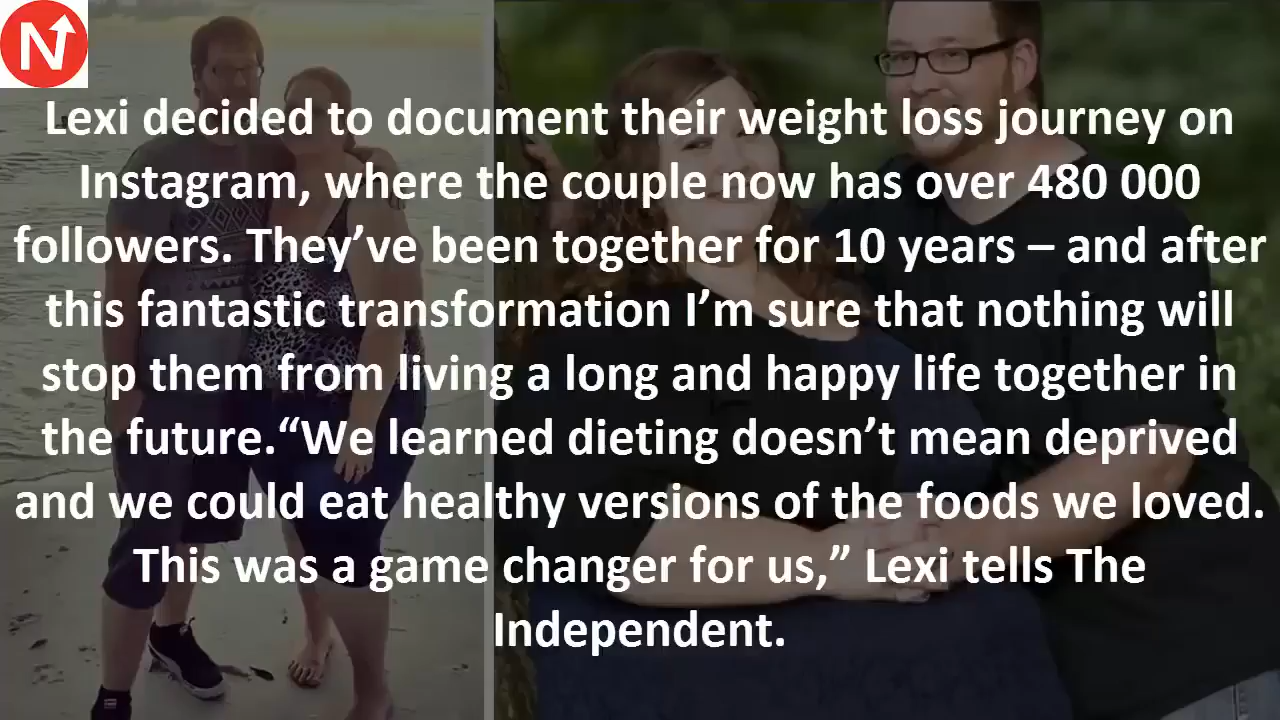 N
Lexi decided to document their weight loss journey on
Instagram, where the couple now has over 480 000
followers. They’ve been together for 10 years – and after
this fantastic transformation I’m sure that nothing will
stop them from living a long and happy life together in
the future.“We learned dieting doesn’t mean deprived
and we could eat healthy versions of the foods we loved.
This was a game changer for us,” Lexi tells The
Independent.